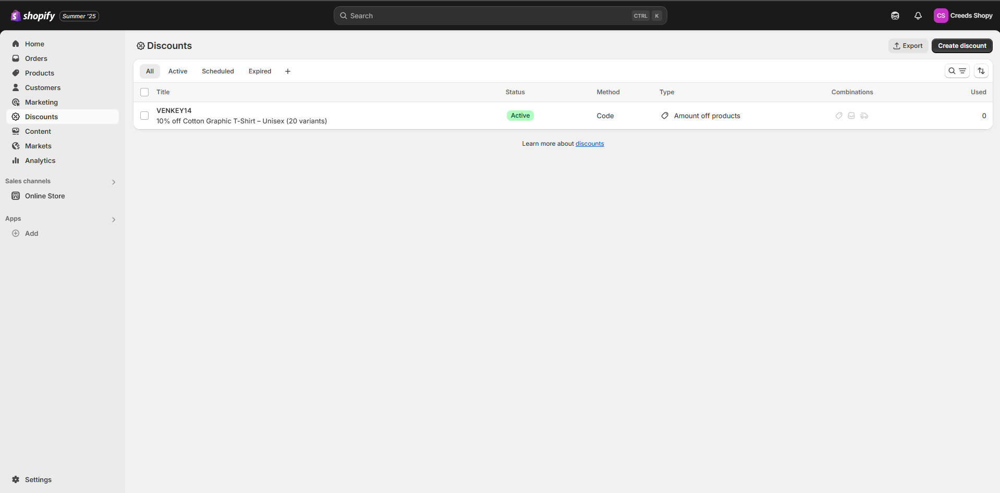 shopify Summer '25
Search CTRL K
CS Creeds Shopy
Home
Orders
Products
Customers
Marketing
Discounts
Content
Markets
Analytics
Sales channels
Online Store
Apps
Add
Settings
Discounts
Export Create discount
All Active Scheduled Expired +
Title Status Method Type Combinations Used
VENKEY14
10% off Cotton Graphic T-Shirt – Unisex (20 variants)
Active Code Amount off products 0
Learn more about discounts